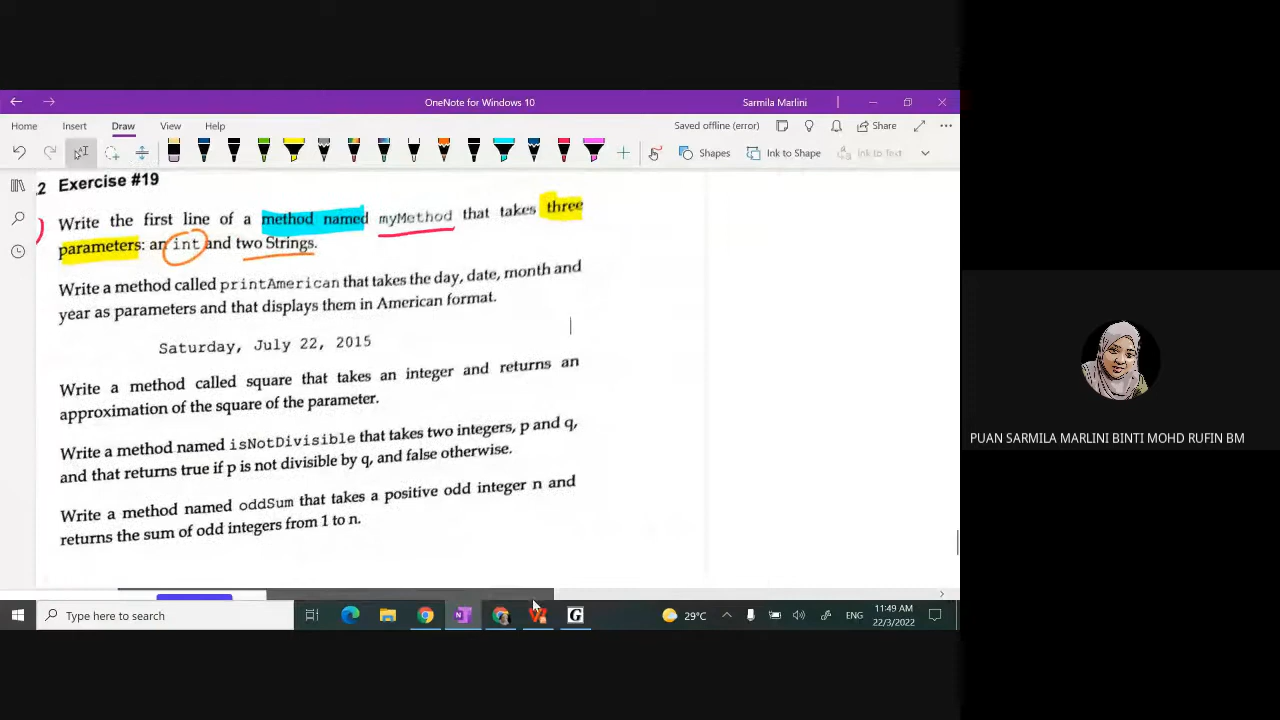 OneNote for Windows 10
Sarmila Marlini
Home Insert Draw View Help
Saved offline (error)
Share
Shapes
Ink to Shape
Ink to Text
.2 Exercise #19
Write the first line of a method named myMethod that takes three
parameters: an int and two Strings.
Write a method called printAmerican that takes the day, date, month and
year as parameters and that displays them in American format.
Saturday, July 22, 2015
Write a method called square that takes an integer and returns an
approximation of the square of the parameter.
Write a method named isNotDivisible that takes two integers, p and q,
and that returns true if p is not divisible by q, and false otherwise.
Write a method named oddSum that takes a positive odd integer n and
returns the sum of odd integers from 1 to n.
PUAN SARMILA MARLINI BINTI MOHD RUFIN BM
Type here to search
29°C
ENG
11:49 AM
22/3/2022